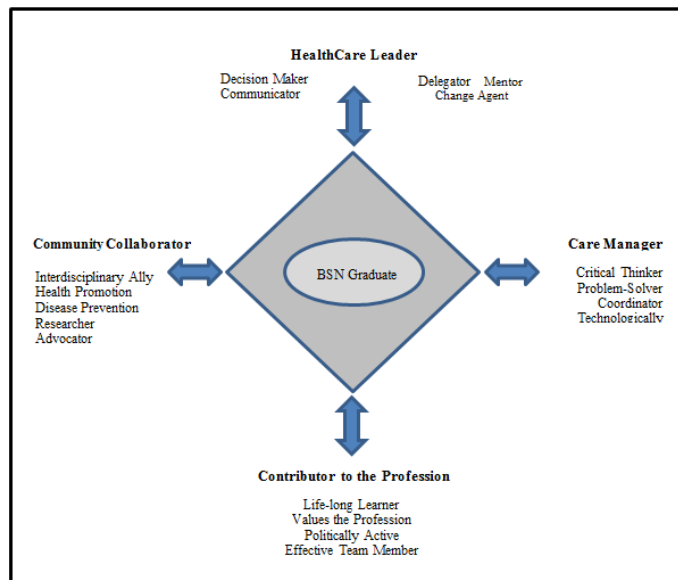 HealthCare Leader
Decision Maker
Communicator
Delegator Mentor
Change Agent
Community Collaborator
Interdisciplinary Ally
Health Promotion
Disease Prevention
Researcher
Advocator
BSN Graduate
Care Manager
Critical Thinker
Problem-Solver
Coordinator
Technologically
Contributor to the Profession
Life-long Learner
Values the Profession
Politically Active
Effective Team Member